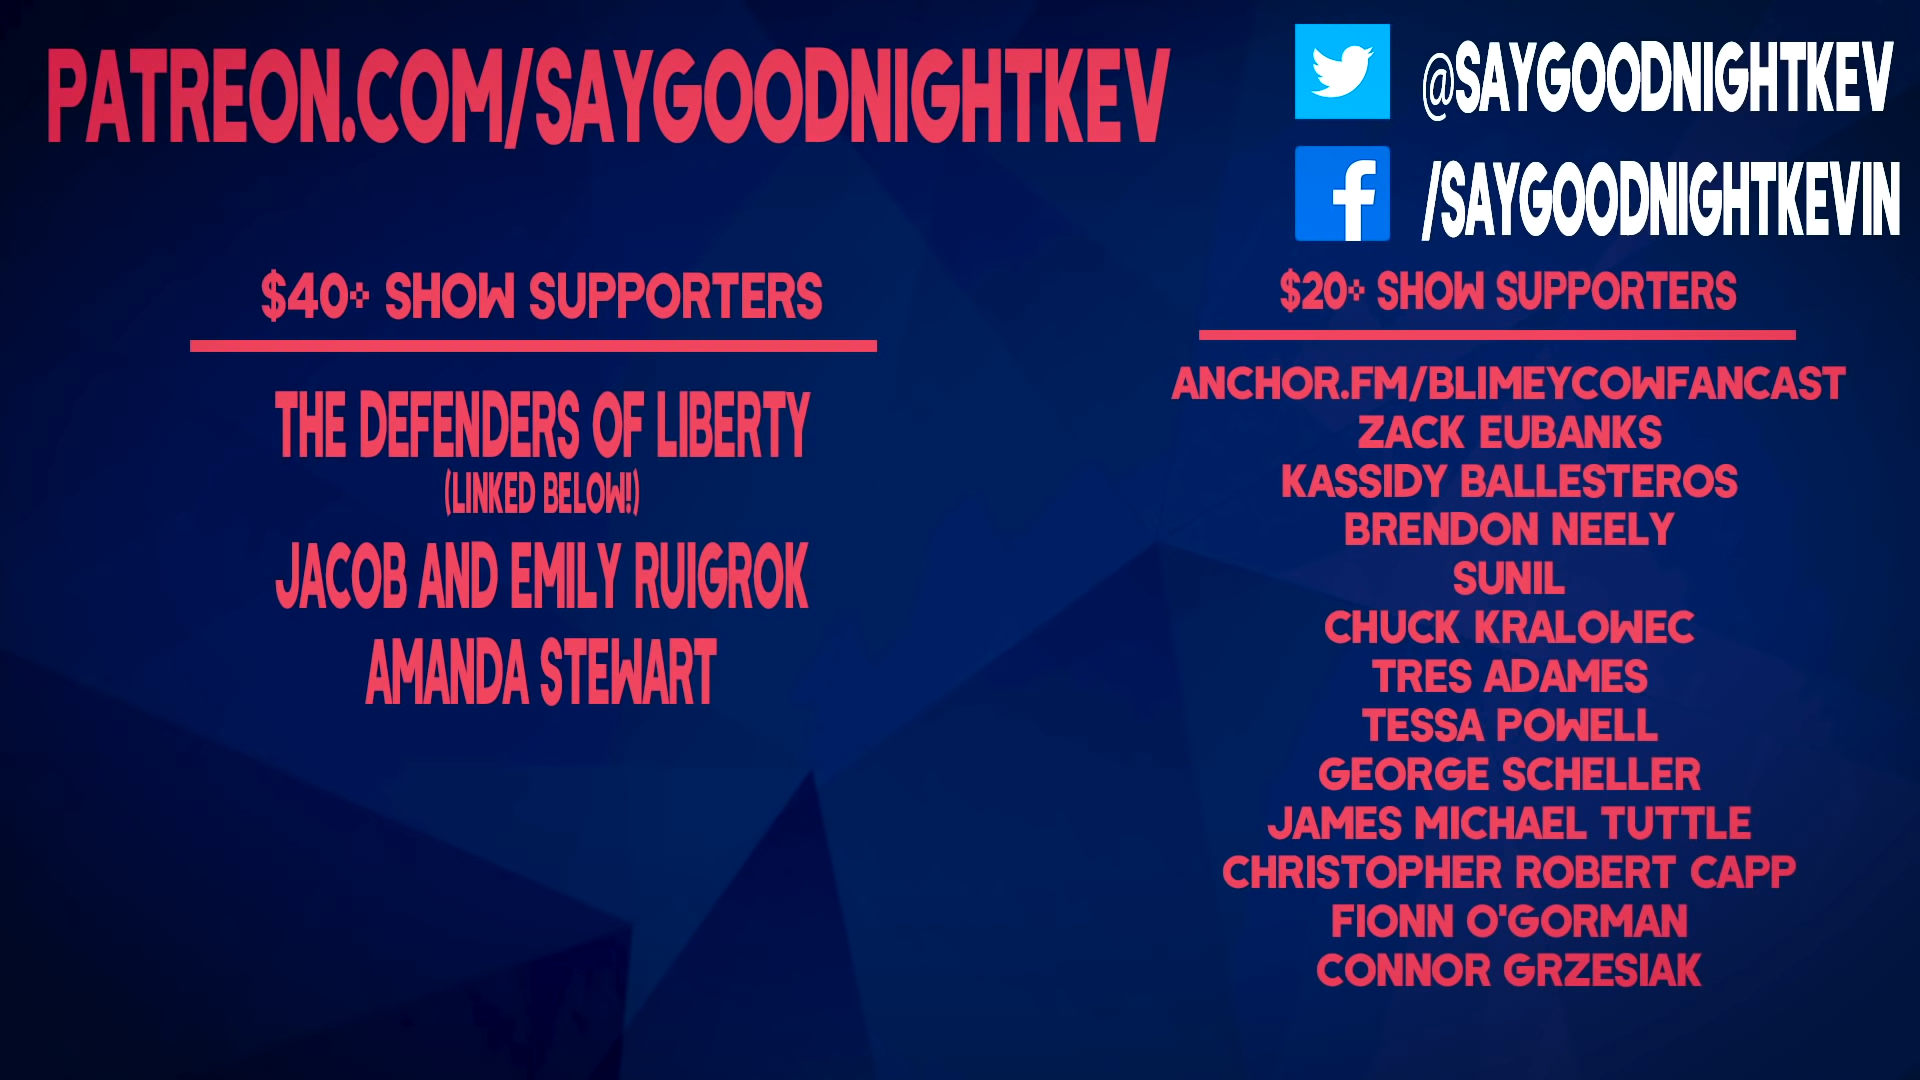 PATREON.COM/SAYGOODNIGHTKEV
@SAYGOODNIGHTKEV
/SAYGOODNIGHTKEVIN
$40+ SHOW SUPPORTERS
THE DEFENDERS OF LIBERTY
(LINKED BELOW!)
JACOB AND EMILY RUIGROK
AMANDA STEWART
$20+ SHOW SUPPORTERS
ANCHOR.FM/BLIMEYCOWFANCAST
ZACK EUBANKS
KASSIDY BALLESTEROS
BRENDON NEELY
SUNIL
CHUCK KRALOWEC
TRES ADAMES
TESSA POWELL
GEORGE SCHELLER
JAMES MICHAEL TUTTLE
CHRISTOPHER ROBERT CAPP
FIONN O'GORMAN
CONNOR GRZESIAK